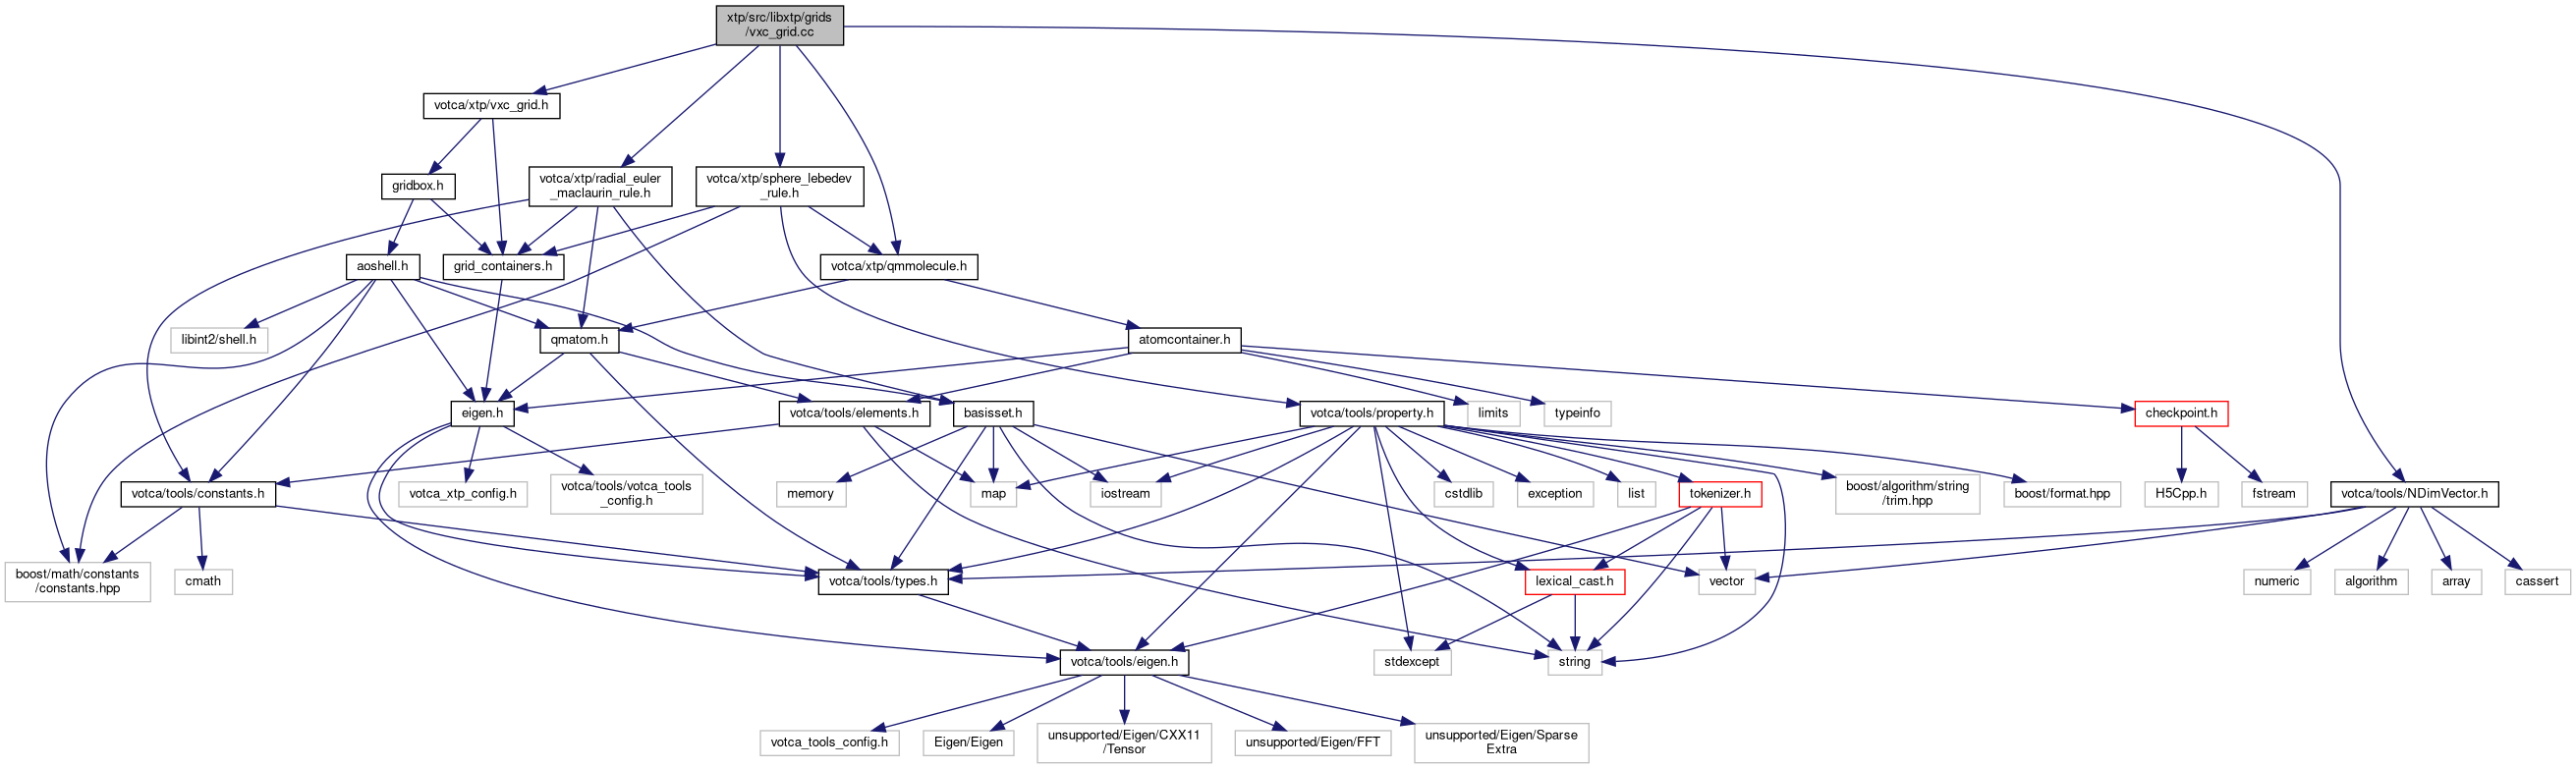 xtp/src/libxtp/grids
/vxc_grid.cc
votca/xtp/vxc_grid.h
gridbox.h
votca/xtp/radial_euler
_maclaurin_rule.h
votca/xtp/sphere_lebedev
_rule.h
aoshell.h
grid_containers.h
votca/xtp/qmmolecule.h
libint2/shell.h
qmatom.h
atomcontainer.h
eigen.h
votca/tools/elements.h
basisset.h
votca/tools/property.h
limits
typeinfo
checkpoint.h
votca/tools/constants.h
votca_xtp_config.h
votca/tools/votca_tools
_config.h
memory
map
iostream
cstdlib
exception
list
tokenizer.h
boost/algorithm/string
/trim.hpp
boost/format.hpp
H5Cpp.h
fstream
votca/tools/NDimVector.h
boost/math/constants
/constants.hpp
cmath
votca/tools/types.h
lexical_cast.h
vector
numeric
algorithm
array
cassert
votca/tools/eigen.h
stdexcept
string
votca_tools_config.h
Eigen/Eigen
unsupported/Eigen/CXX11
/Tensor
unsupported/Eigen/FFT
unsupported/Eigen/Sparse
Extra